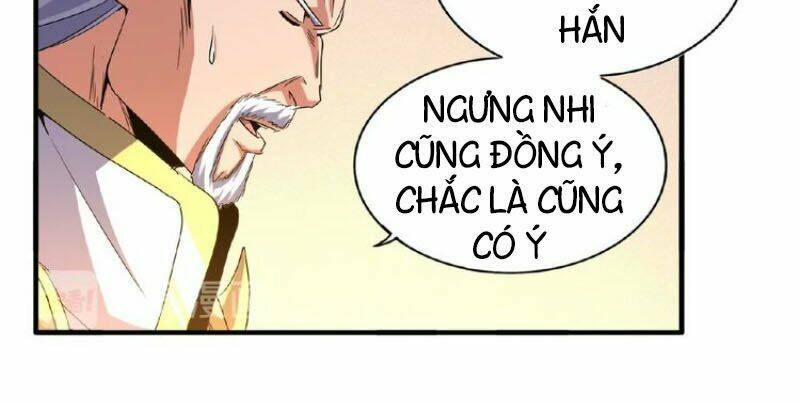 HẮN
NGƯNG NHI
CŨNG ĐỒNG Ý,
CHẮC LÀ CŨNG
CÓ Ý